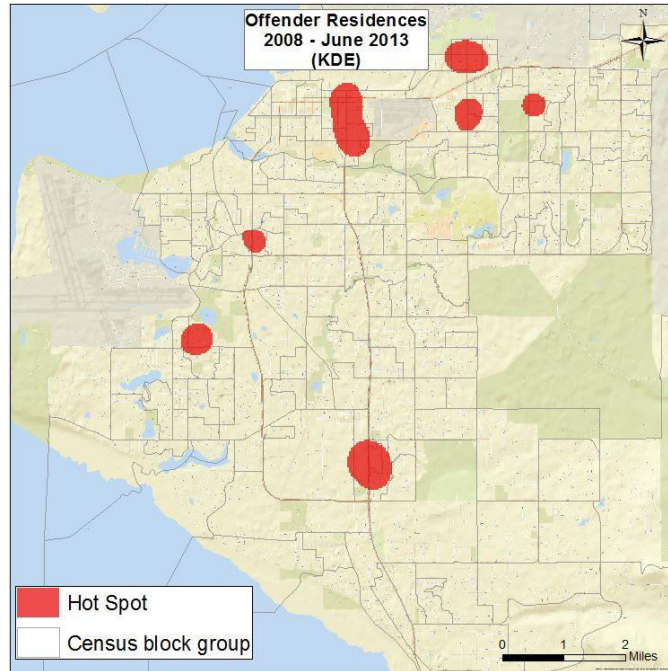 Offender Residences
2008 - June 2013
(KDE)
N
Hot Spot
Census block group
0 1 2
Miles